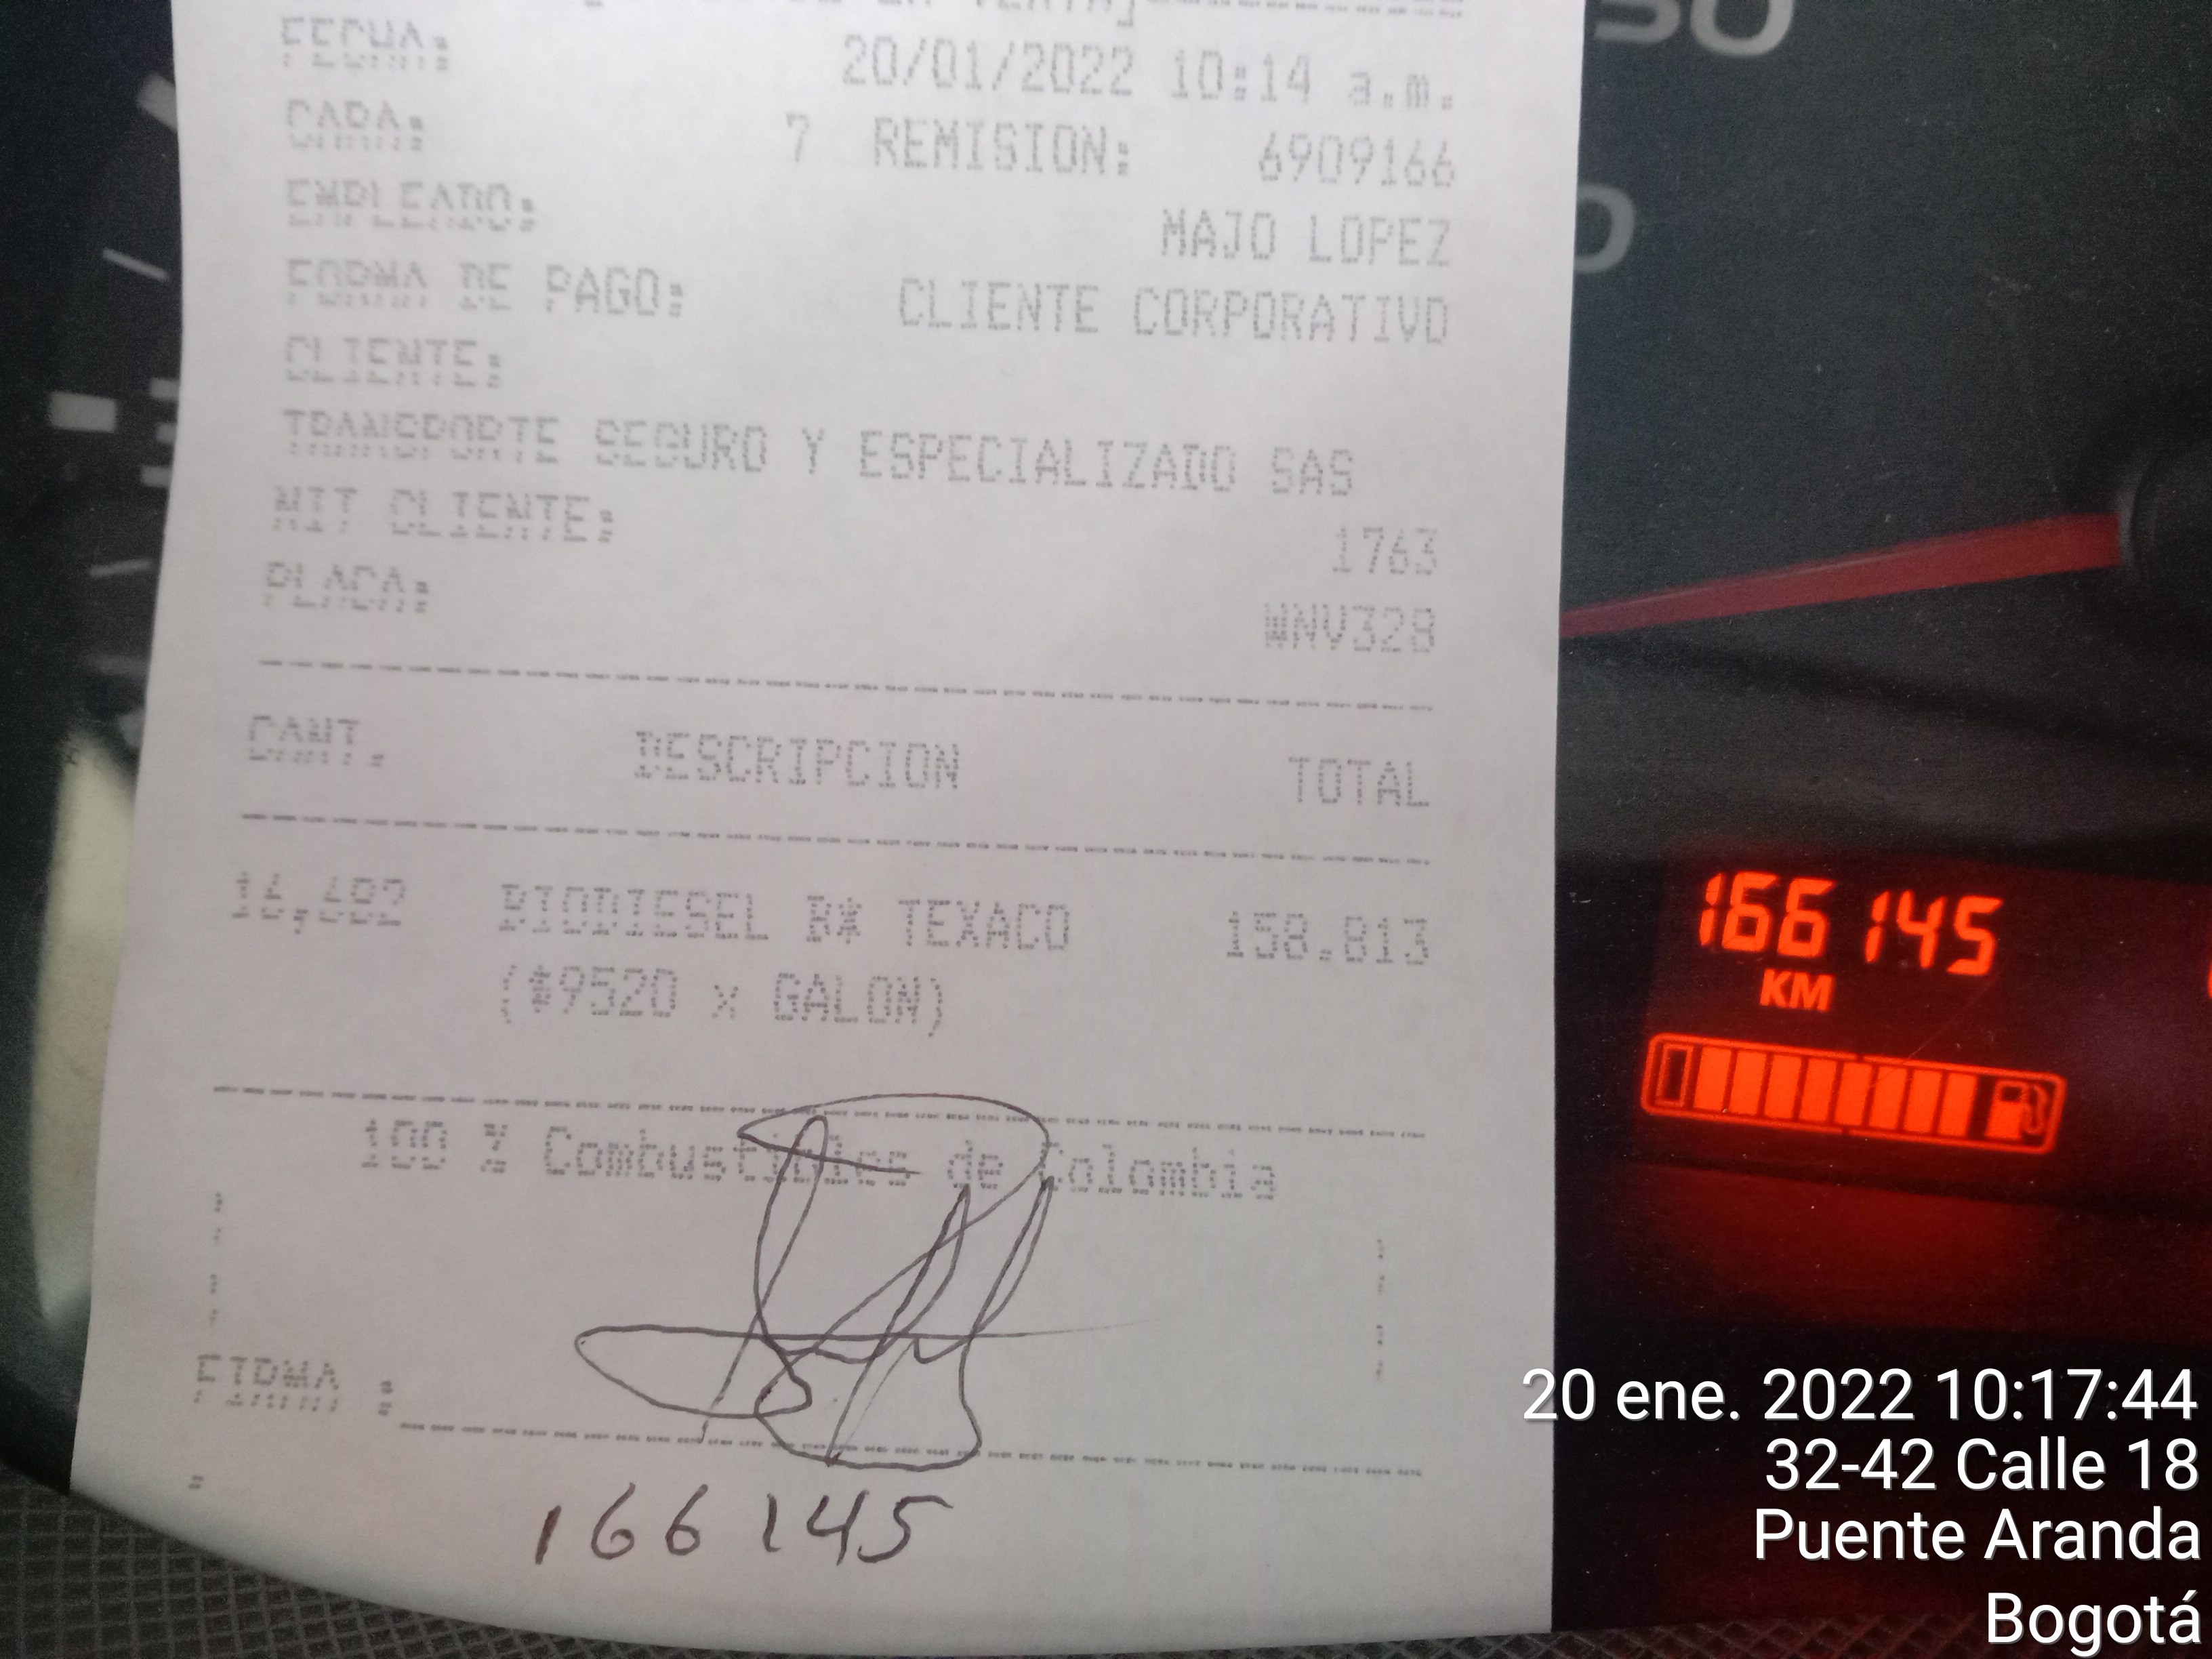 FECHA: 20/01/2022 10:14 a.m.
CARA: 7 REMISION: 6909166
EMPLEADO: MAJO LOPEZ
FORMA DE PAGO: CLIENTE CORPORATIVO
CLIENTE:
TRANSPORTE SEGURO Y ESPECIALIZADO SAS
NIT CLIENTE: 1763
PLACA: WNV328
CANT. DESCRIPCION TOTAL
16,682 BIODIESEL BX TEXACO 158.813
($9520 x GALON)
100 % Combustibles de Colombia
FIRMA :
166145
166145
KM
20 ene. 2022 10:17:44
32-42 Calle 18
Puente Aranda
Bogotá